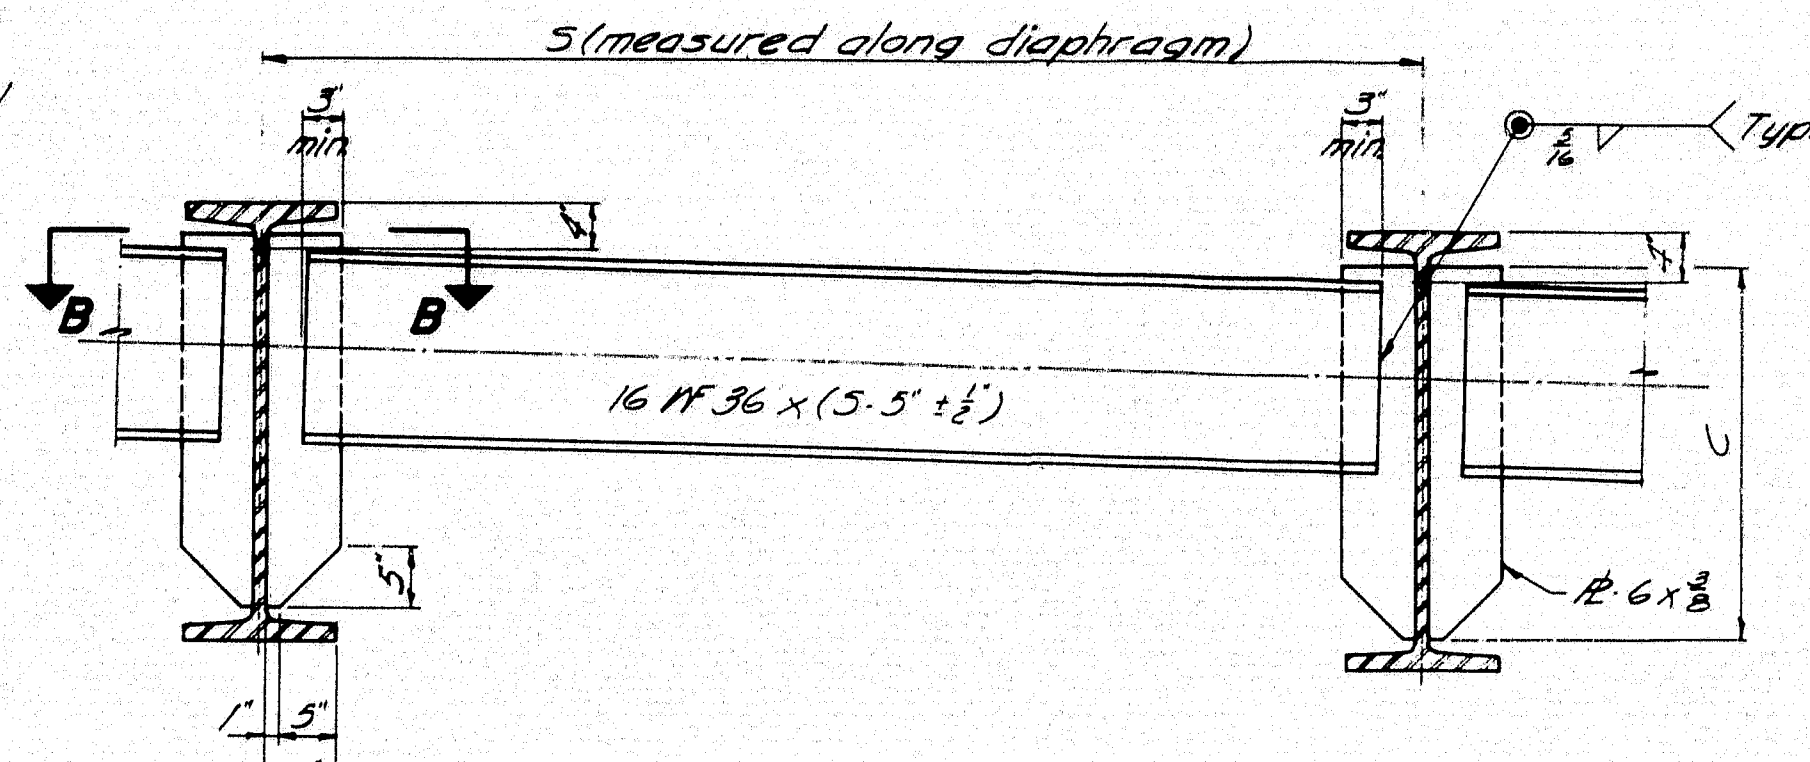 S (measured along diaphragm)
3"
min
3"
min
5/16
Typ.
4"
4"
B
B
16 WF 36 x (S - 5" ± 1/2")
C
5"
PL - 6 x 3/8
1"
5"